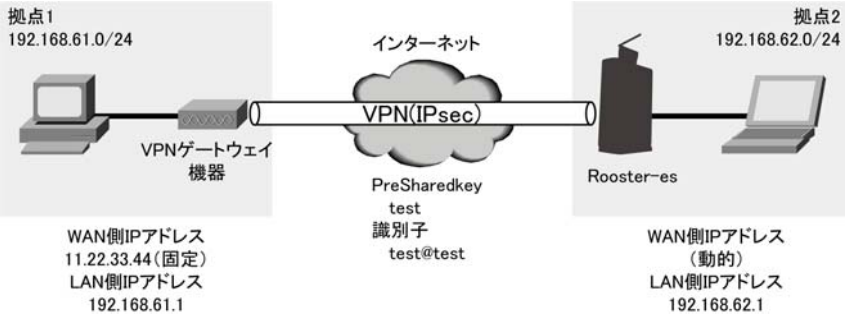 拠点1
192.168.61.0/24
VPNゲートウェイ
機器
WAN側IPアドレス
11.22.33.44(固定)
LAN側IPアドレス
192.168.61.1
インターネット
VPN(IPsec)
PreSharedkey
test
識別子
test@test
拠点2
192.168.62.0/24
Rooster-es
WAN側IPアドレス
(動的)
LAN側IPアドレス
192.168.62.1